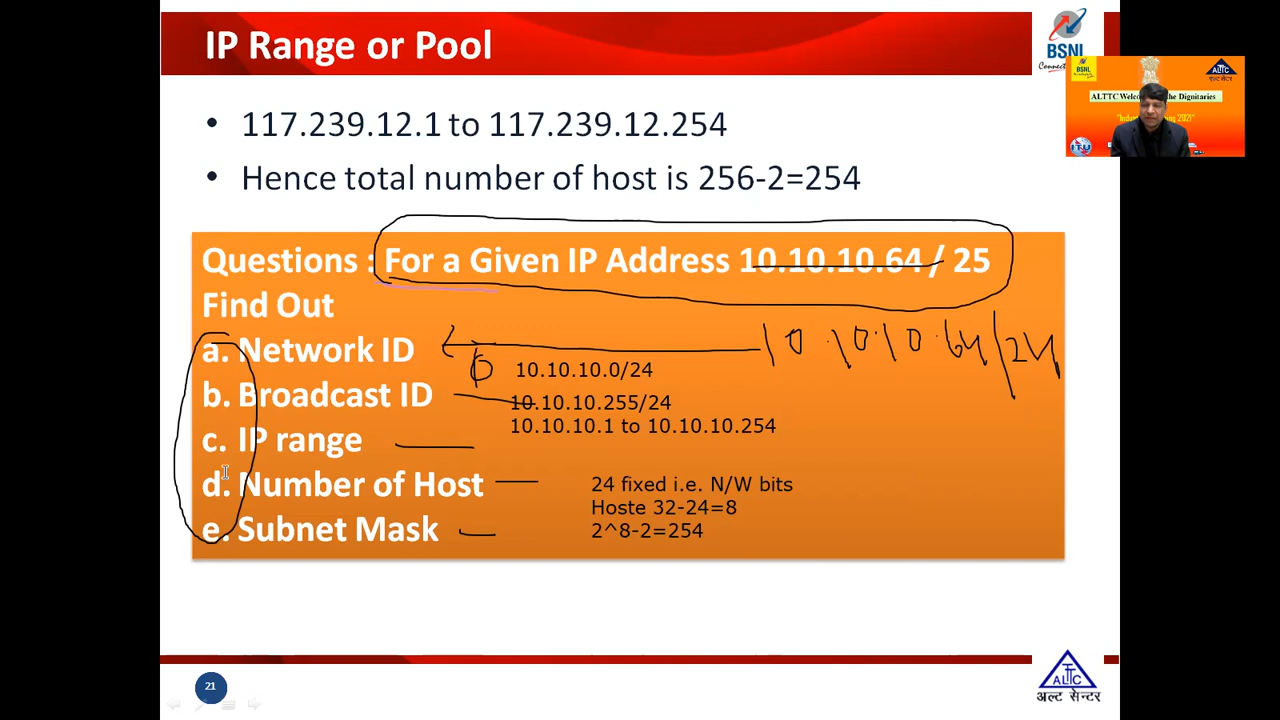 IP Range or Pool
BSNL
BSNL
ALTTC
117.239.12.1 to 117.239.12.254
Hence total number of host is 256-2=254
Questions : For a Given IP Address 10.10.10.64 / 25
Find Out
a. Network ID
10.10.10.64/24
10.10.10.0/24
b. Broadcast ID
10.10.10.255/24
10.10.10.1 to 10.10.10.254
c. IP range
d. Number of Host
24 fixed i.e. N/W bits
Hoste 32-24=8
e. Subnet Mask
2^8-2=254
21
ALTTC
अल्ट सेन्टर